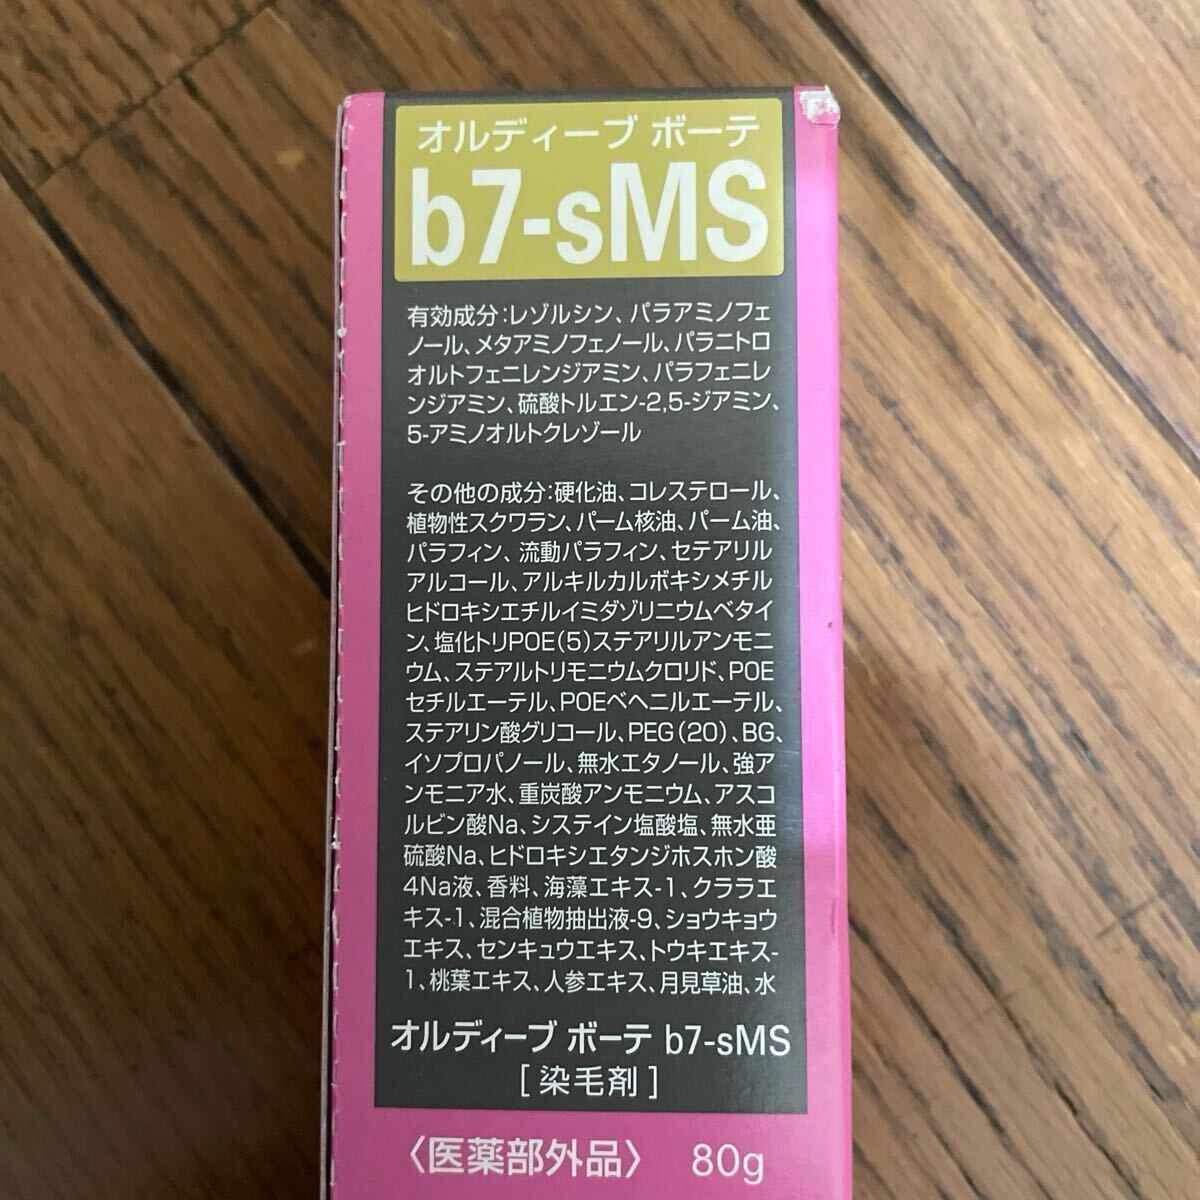 オルディーブ ボーテ
b7-sMS
有効成分:レゾルシン、パラアミノフェ
ノール、メタアミノフェノール、パラニトロ
オルトフェニレンジアミン、パラフェニレ
ンジアミン、硫酸トルエン-2,5-ジアミン、
5-アミノオルトクレゾール
その他の成分:硬化油、コレステロール、
植物性スクワラン、パーム核油、パーム油、
パラフィン、流動パラフィン、セテアリル
アルコール、アルキルカルボキシメチル
ヒドロキシエチルイミダゾリニウムベタイ
ン、塩化トリPOE(5)ステアリルアンモニ
ウム、ステアルトリモニウムクロリド、POE
セチルエーテル、POEベヘニルエーテル、
ステアリン酸グリコール、PEG(20)、BG、
イソプロパノール、無水エタノール、強ア
ンモニア水、重炭酸アンモニウム、アスコ
ルビン酸Na、システイン塩酸塩、無水亜
硫酸Na、ヒドロキシエタンジホスホン酸
4Na液、香料、海藻エキス-1、クララエ
キス-1、混合植物抽出液-9、ショウキョウ
エキス、センキュウエキス、トウキエキス-
1、桃葉エキス、人参エキス、月見草油、水
オルディーブ ボーテ b7-sMS
[染毛剤]
〈医薬部外品〉 80g